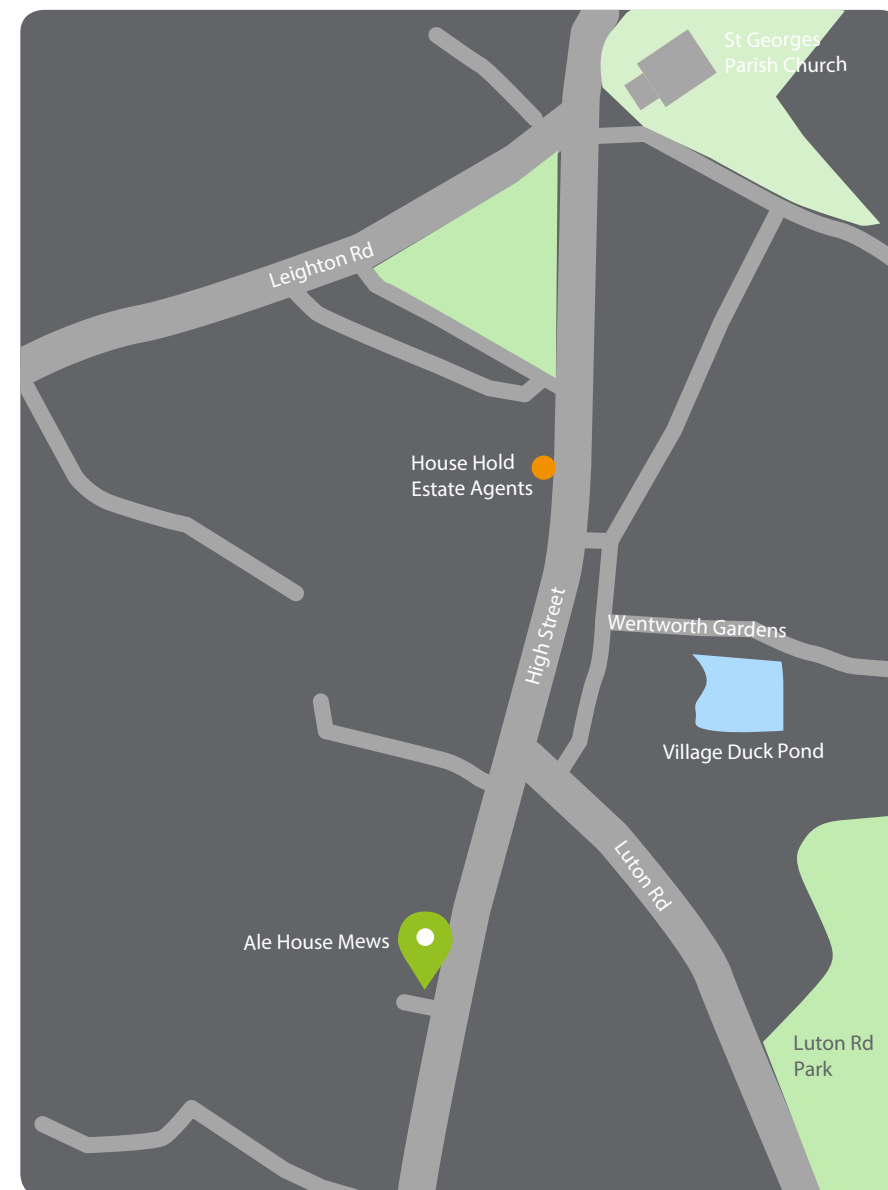 St Georges
Parish Church
Leighton Rd
House Hold
Estate Agents
High Street
Wentworth Gardens
Village Duck Pond
Luton Rd
Ale House Mews
Luton Rd
Park